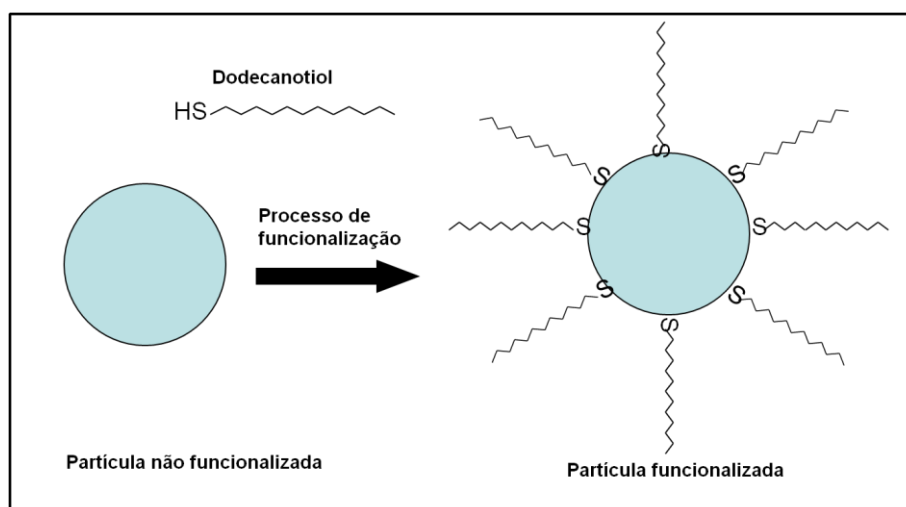 Dodecanotiol
HS
Processo de
funcionalização
S
S
S
S
S
S
S
S
Partícula não funcionalizada
Partícula funcionalizada